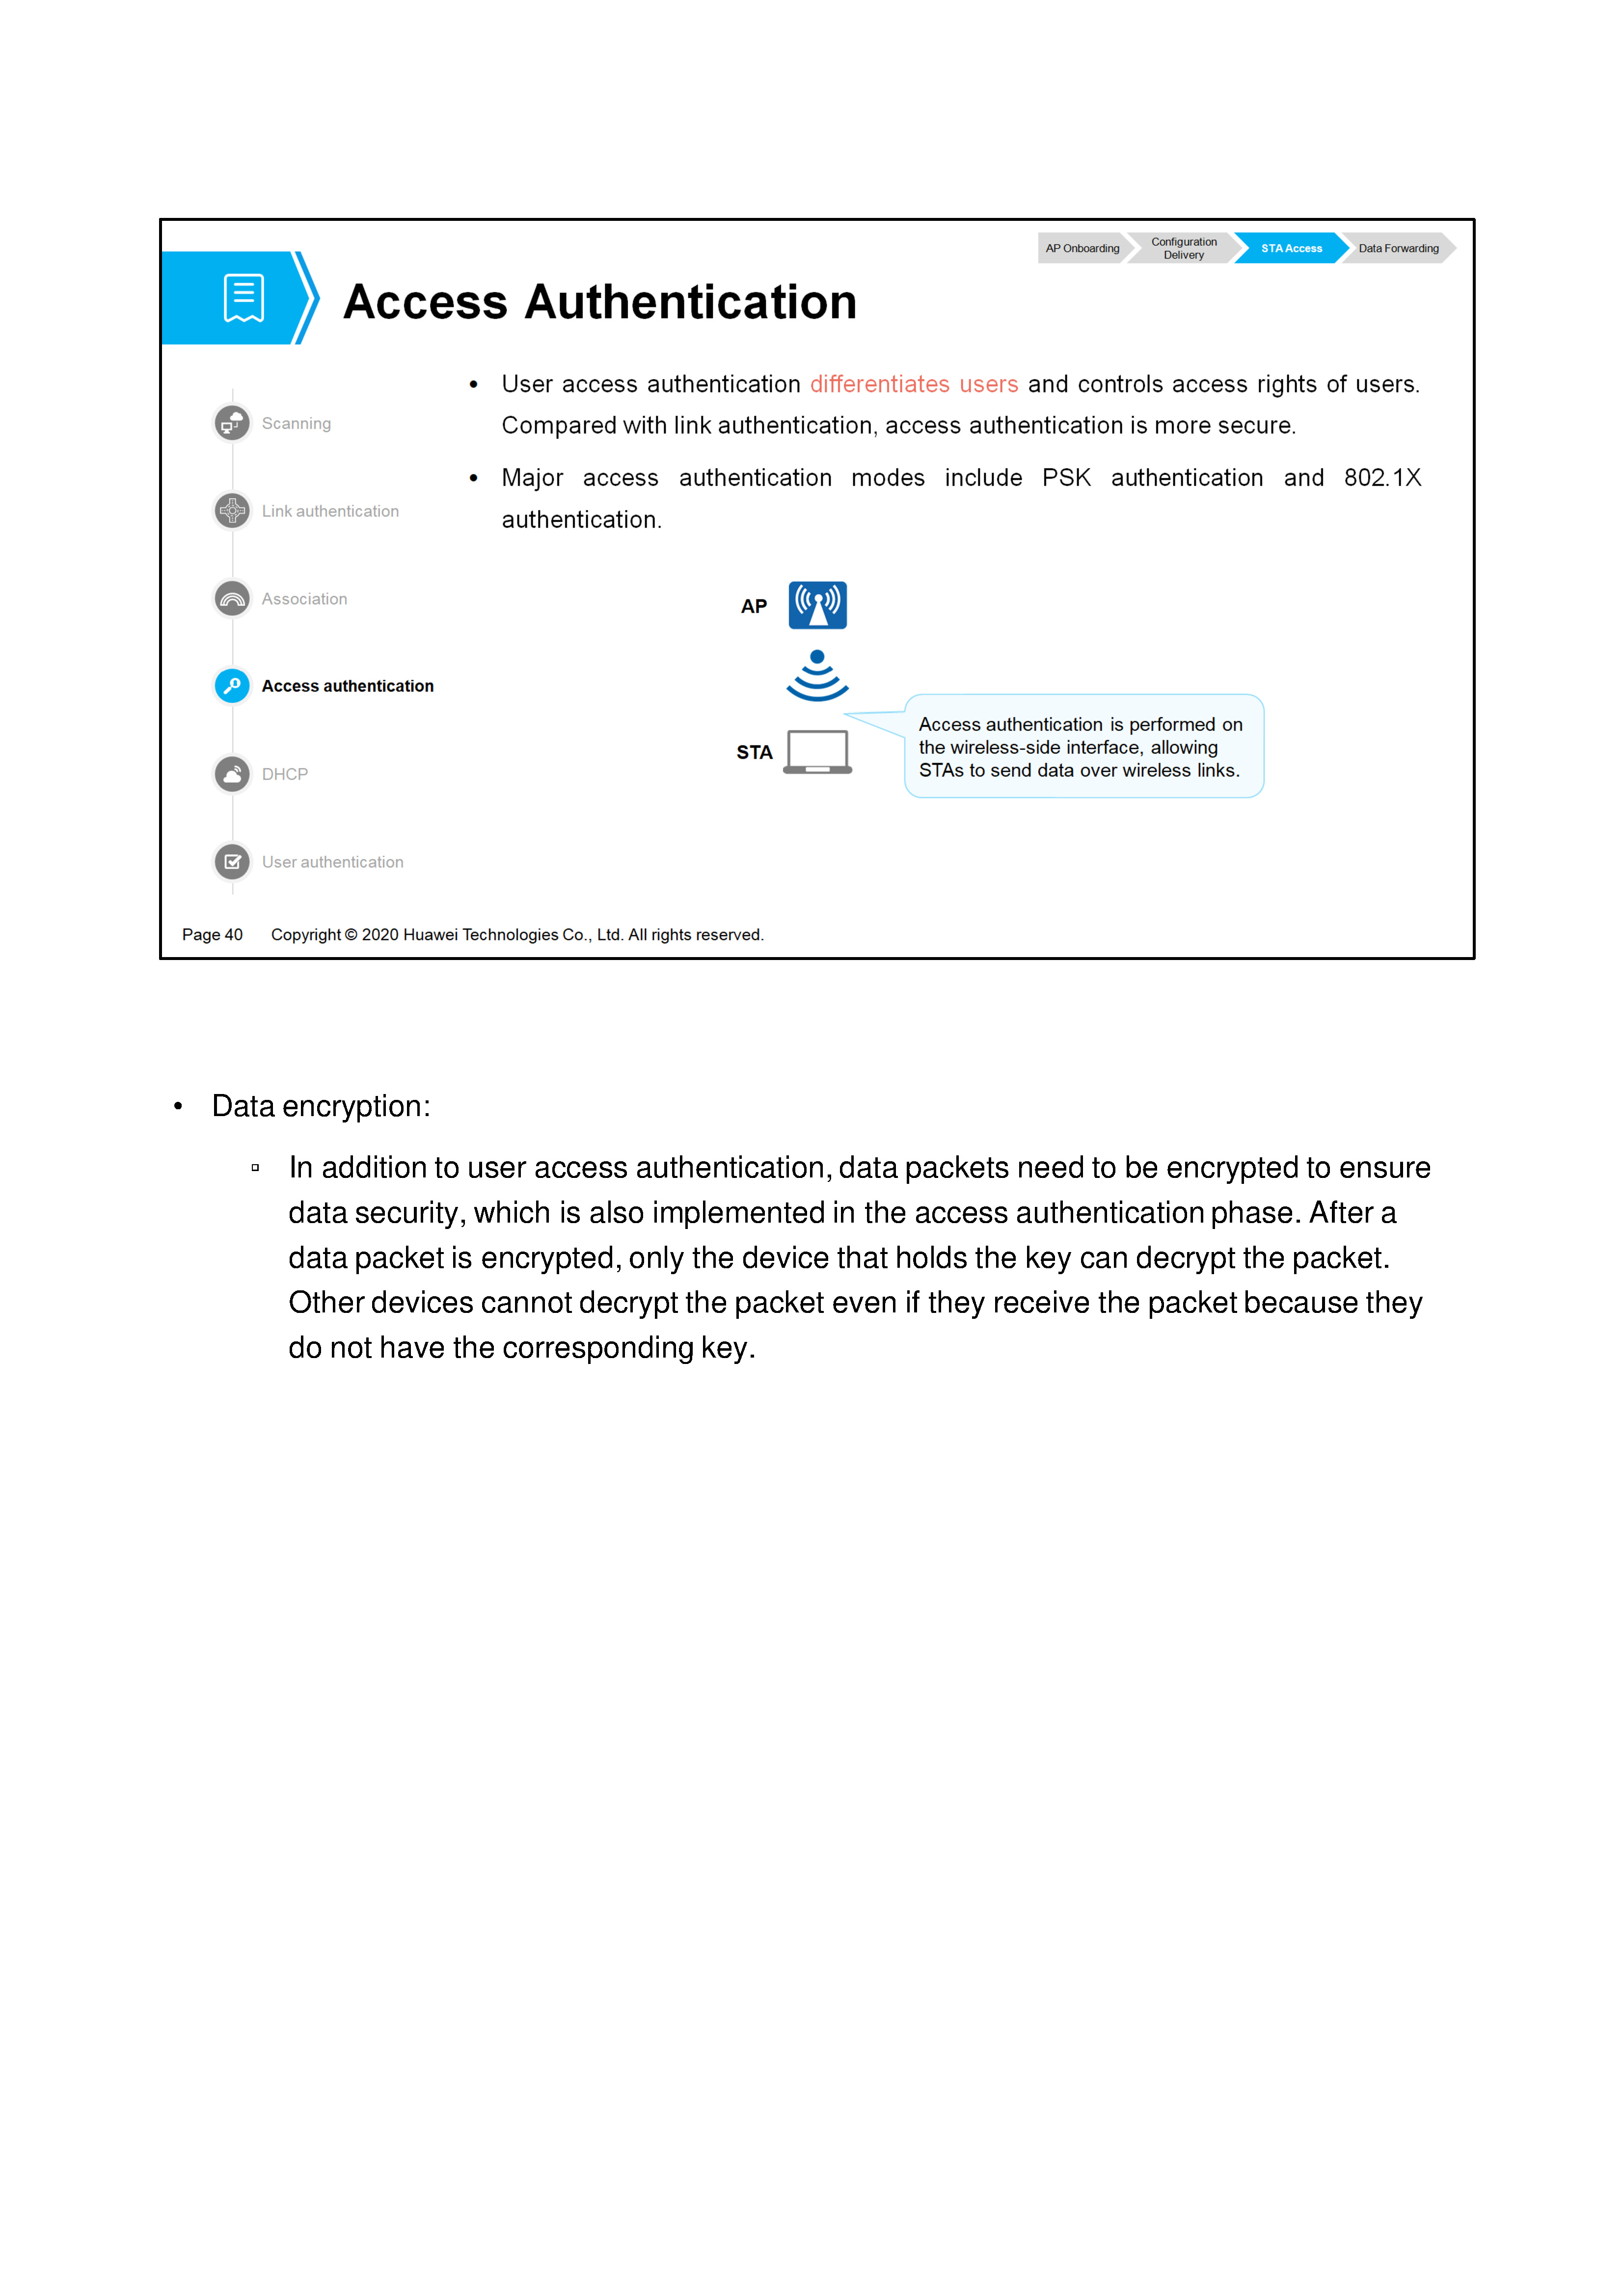 AP Onboarding
Configuration
Delivery
STA Access
Data Forwarding
Access Authentication
Scanning
Link authentication
Association
Access authentication
DHCP
User authentication
• User access authentication differentiates users and controls access rights of users.
Compared with link authentication, access authentication is more secure.
• Major access authentication modes include PSK authentication and 802.1X
authentication.
AP
STA
Access authentication is performed on
the wireless-side interface, allowing
STAs to send data over wireless links.
Page 40 Copyright © 2020 Huawei Technologies Co., Ltd. All rights reserved.
• Data encryption:
▫ In addition to user access authentication, data packets need to be encrypted to ensure
data security, which is also implemented in the access authentication phase. After a
data packet is encrypted, only the device that holds the key can decrypt the packet.
Other devices cannot decrypt the packet even if they receive the packet because they
do not have the corresponding key.